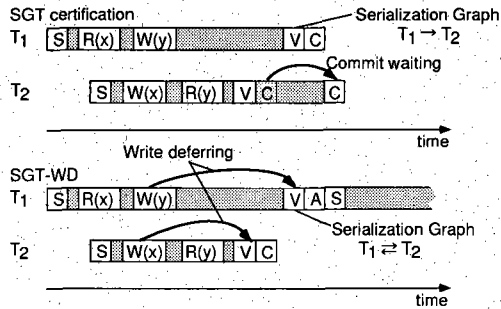 SGT certification
Serialization Graph
T1 → T2
T1 S R(x) W(y) V C
Commit waiting
T2 S W(x) R(y) V C C
time
Write deferring
SGT-WD
T1 S R(x) W(y) V A S
Serialization Graph
T1 ⇄ T2
T2 S W(x) R(y) V C
time